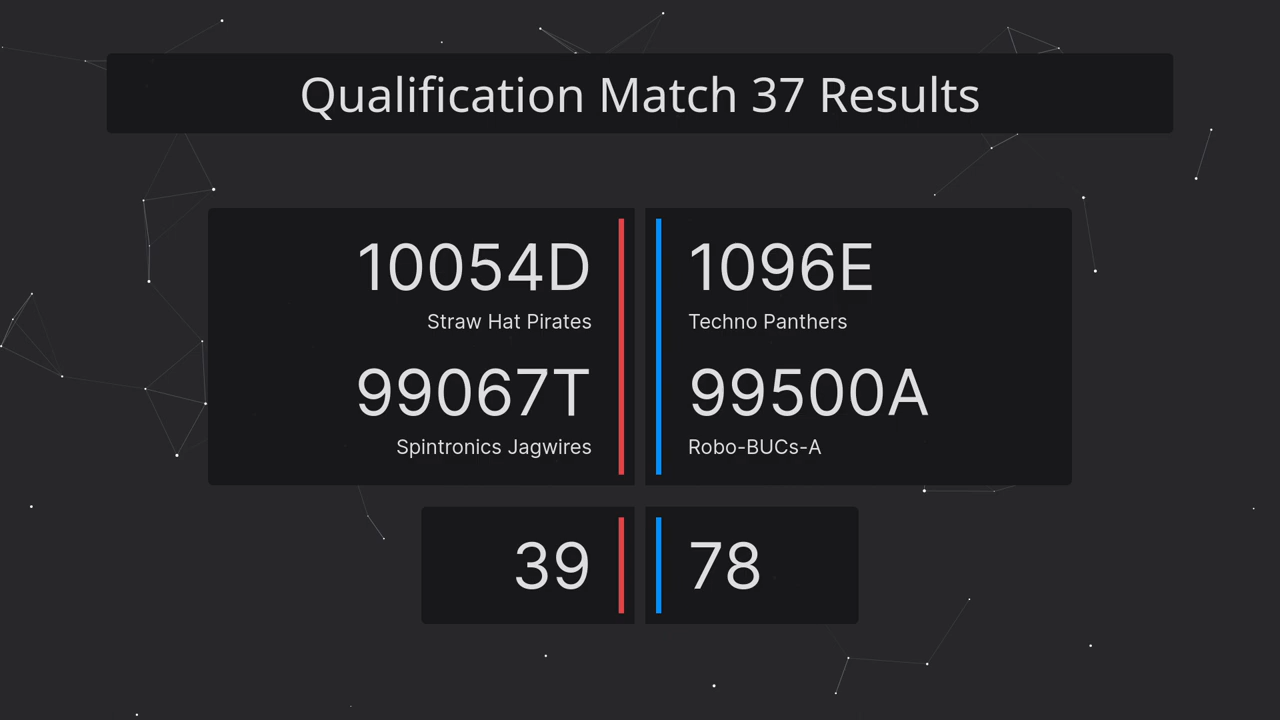 Qualification Match 37 Results
10054D
Straw Hat Pirates
99067T
Spintronics Jagwires
1096E
Techno Panthers
99500A
Robo-BUCs-A
39
78